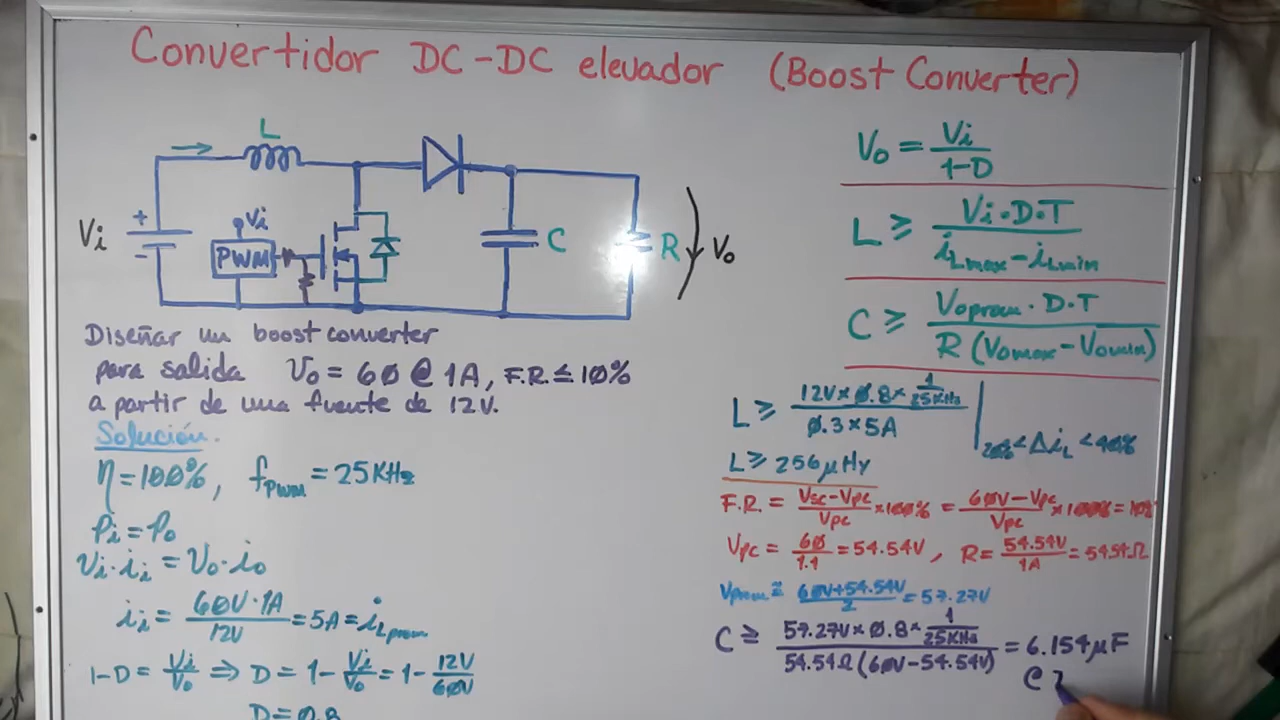 Convertidor DC-DC elevador (Boost Converter)
L
Vi
+
-
Vi
PWM
C
R
Vo
Vo = Vi / 1-D
L ≥ Vi·D·T / iLmax - iLmin
C ≥ Voprom·D·T / R(Vomax - Vomin)
Diseñar un boost converter
para salida Vo = 60 @ 1A, F.R. ≤ 10%
a partir de una fuente de 12V.
Solución.
η = 100%, fPWM = 25KHz
Pi = Po
Vi·ii = Vo·io
ii = 60V·1A / 12V = 5A = iLprom
1-D = Vi/Vo ⇒ D = 1 - Vi/Vo = 1 - 12V/60V
D = 0.8
L ≥ 12V × 0.8 × 1/25KHz / 0.3 × 5A | 20% < ΔiL < 40%
L ≥ 256μHy
F.R. = Vsc - Vpc / Vpc × 100% = 60V - Vpc / Vpc × 100% = 10%
Vpc = 60/1.1 = 54.54V, R = 54.54V/1A = 54.54Ω
Vprom ≅ 60V + 54.54V / 2 = 57.27V
C ≥ 57.27V × 0.8 × 1/25KHz / 54.54Ω(60V - 54.54V) = 6.154μF